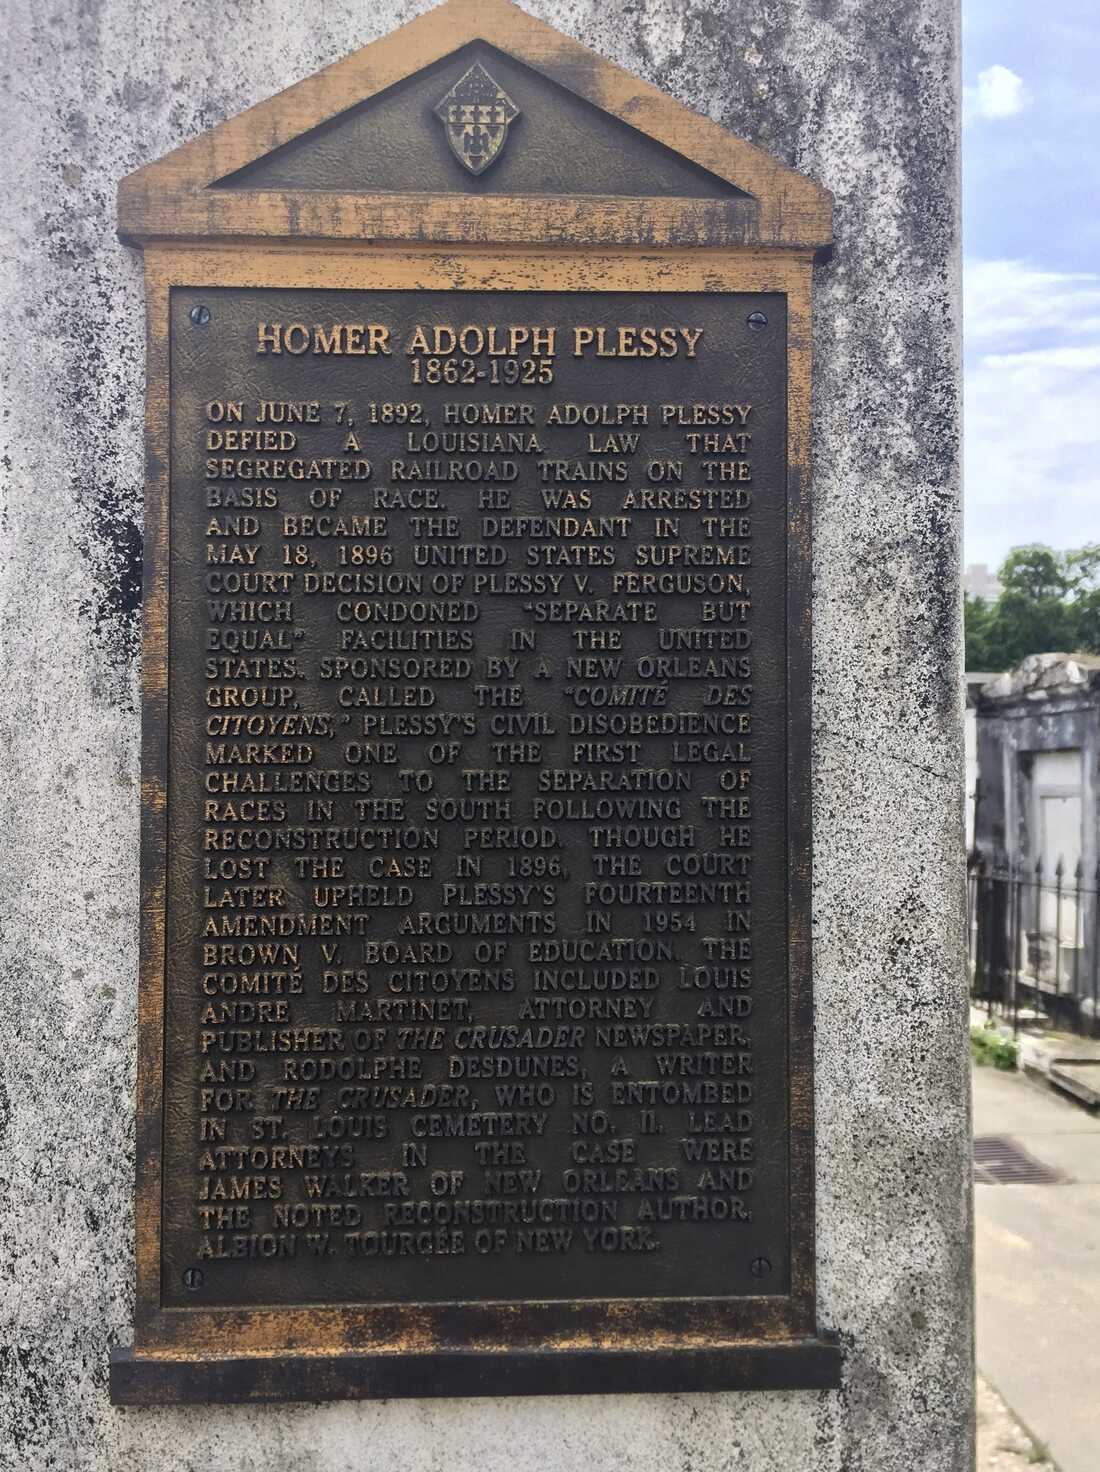 HOMER ADOLPH PLESSY
1862-1925
ON JUNE 7, 1892, HOMER ADOLPH PLESSY
DEFIED A LOUISIANA LAW THAT
SEGREGATED RAILROAD TRAINS ON THE
BASIS OF RACE. HE WAS ARRESTED
AND BECAME THE DEFENDANT IN THE
MAY 18, 1896 UNITED STATES SUPREME
COURT DECISION OF PLESSY V. FERGUSON,
WHICH CONDONED "SEPARATE BUT
EQUAL" FACILITIES IN THE UNITED
STATES. SPONSORED BY A NEW ORLEANS
GROUP, CALLED THE "COMITÉ DES
CITOYENS," PLESSY'S CIVIL DISOBEDIENCE
MARKED ONE OF THE FIRST LEGAL
CHALLENGES TO THE SEPARATION OF
RACES IN THE SOUTH FOLLOWING THE
RECONSTRUCTION PERIOD. THOUGH HE
LOST THE CASE IN 1896, THE COURT
LATER UPHELD PLESSY'S FOURTEENTH
AMENDMENT ARGUMENTS IN 1954 IN
BROWN V. BOARD OF EDUCATION. THE
COMITÉ DES CITOYENS INCLUDED LOUIS
ANDRE MARTINET, ATTORNEY AND
PUBLISHER OF THE CRUSADER NEWSPAPER,
AND RODOLPHE DESDUNES, A WRITER
FOR THE CRUSADER, WHO IS ENTOMBED
IN ST. LOUIS CEMETERY NO. II. LEAD
ATTORNEYS IN THE CASE WERE
JAMES WALKER OF NEW ORLEANS AND
THE NOTED RECONSTRUCTION AUTHOR,
ALBION W. TOURGÉE OF NEW YORK.